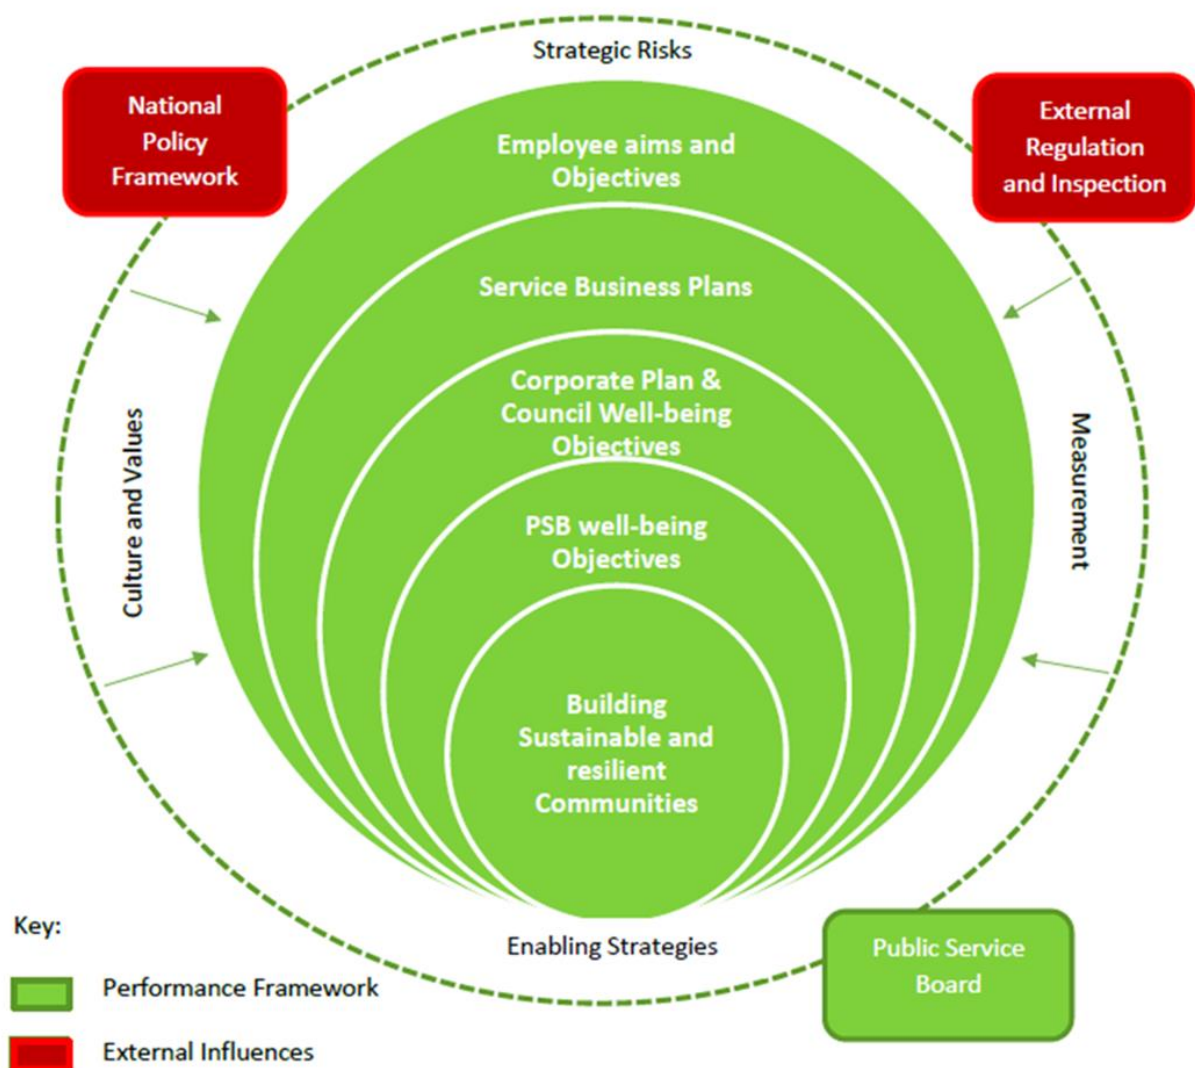 Strategic Risks
National
Policy
Framework
External
Regulation
and Inspection
Employee aims and
Objectives
Service Business Plans
Corporate Plan &
Council Well-being
Objectives
Culture and Values
Measurement
PSB well-being
Objectives
Building
Sustainable and
resilient
Communities
Enabling Strategies
Public Service
Board
Key:
Performance Framework
External Influences